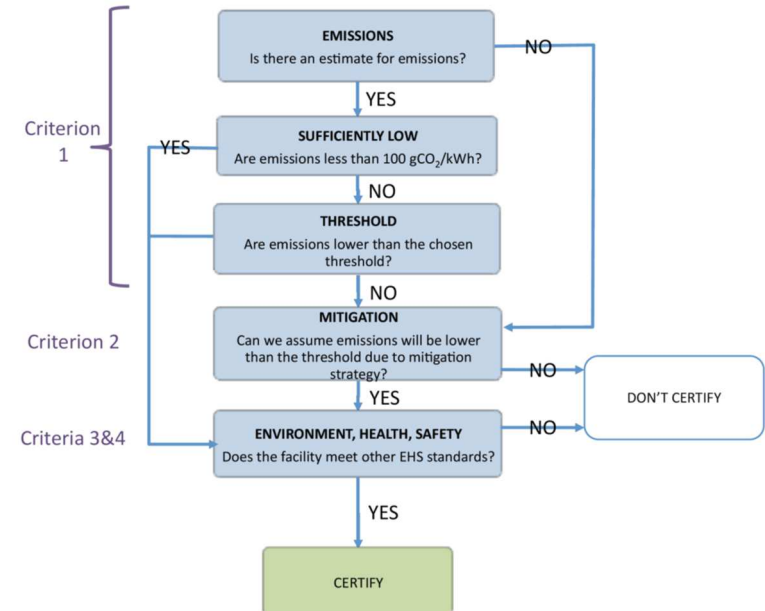 EMISSIONS
Is there an estimate for emissions?
NO
YES
Criterion
1
YES
SUFFICIENTLY LOW
Are emissions less than 100 gCO₂/kWh?
NO
THRESHOLD
Are emissions lower than the chosen
threshold?
NO
MITIGATION
Criterion 2
Can we assume emissions will be lower
than the threshold due to mitigation
strategy?
NO
DON'T CERTIFY
YES
Criteria 3&4
ENVIRONMENT, HEALTH, SAFETY
Does the facility meet other EHS standards?
NO
YES
CERTIFY